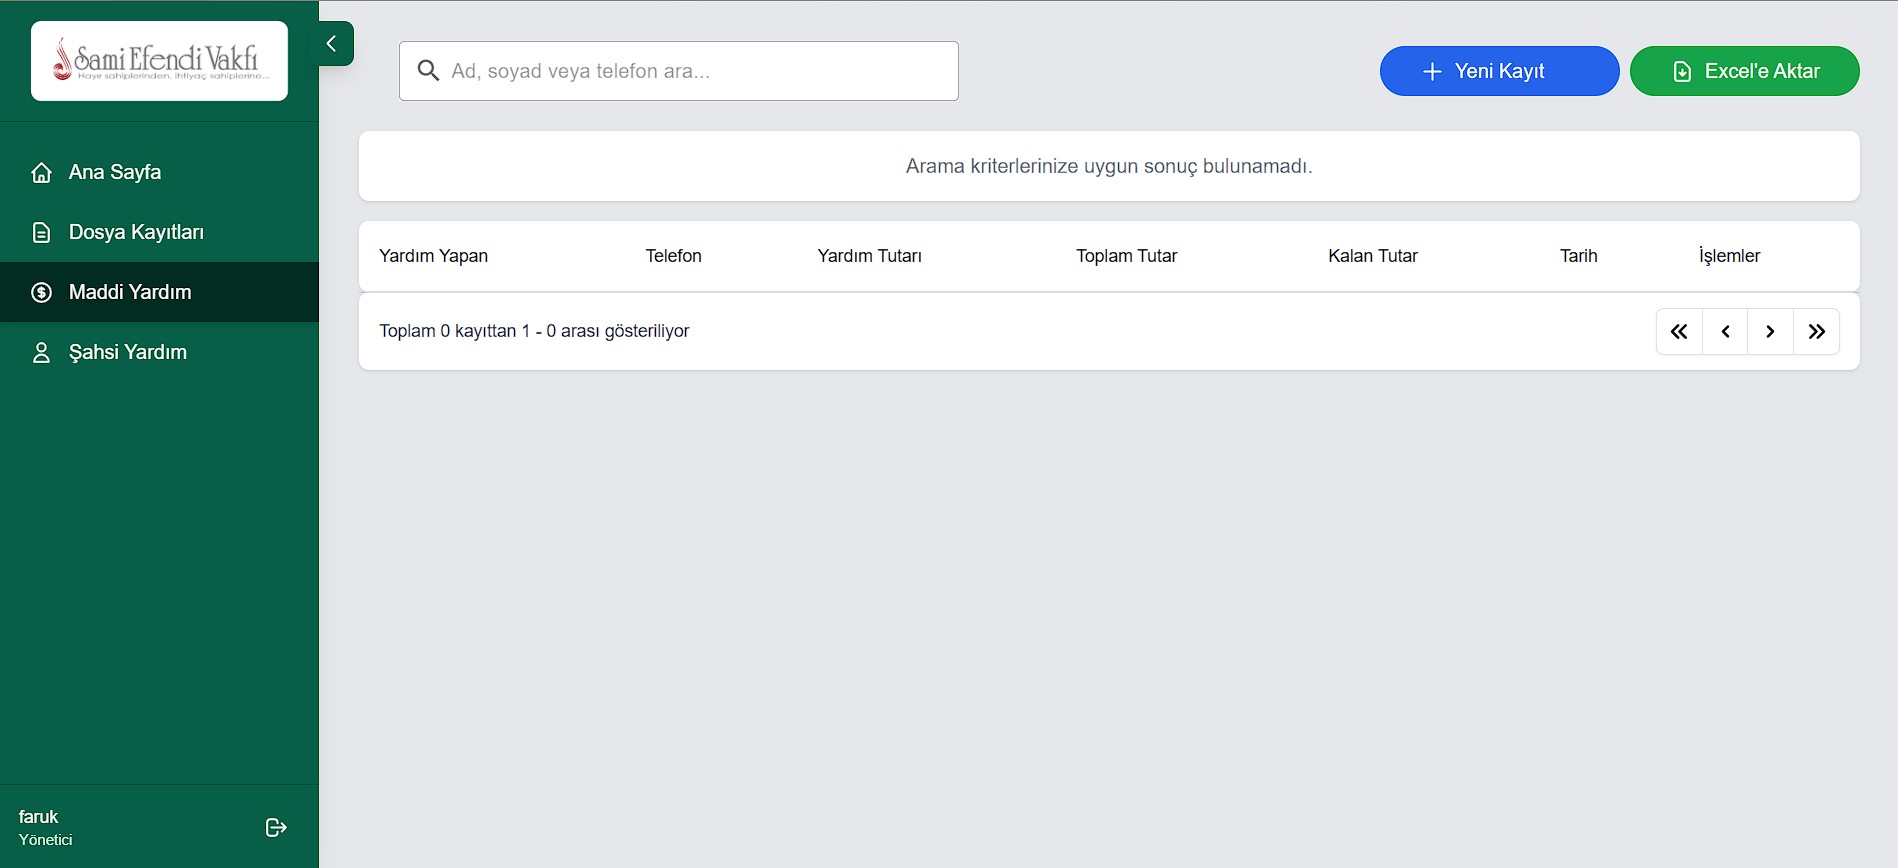 Sami Efendi Vakfı
Hayır sahiplerinden, ihtiyaç sahiplerine...
Ana Sayfa
Dosya Kayıtları
Maddi Yardım
Şahsi Yardım
faruk
Yönetici
Ad, soyad veya telefon ara...
Yeni Kayıt
Excel'e Aktar
Arama kriterlerinize uygun sonuç bulunamadı.
Yardım Yapan Telefon Yardım Tutarı Toplam Tutar Kalan Tutar Tarih İşlemler
Toplam 0 kayıttan 1 - 0 arası gösteriliyor